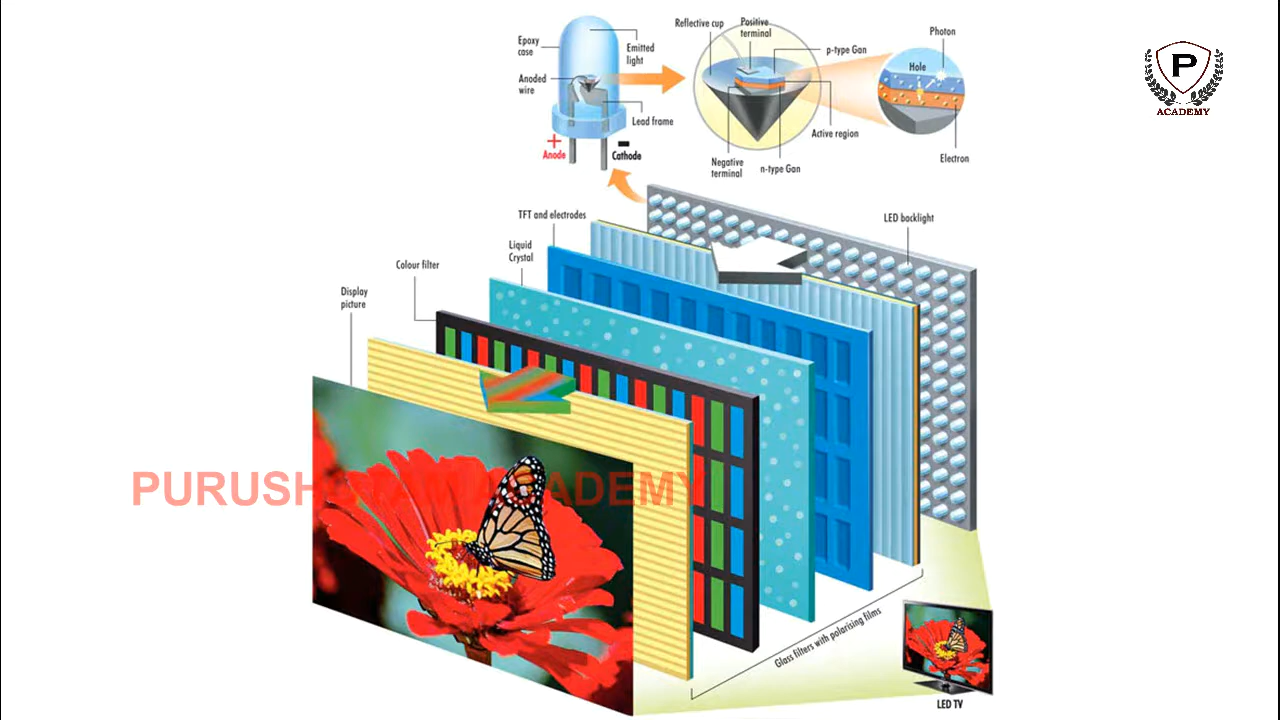 Reflective cup
Positive
terminal
p-type Gan
Photon
Hole
Epoxy
case
Emitted
light
Anoded
wire
Lead frame
Active region
Electron
+
Anode
-
Cathode
Negative
terminal
n-type Gan
P
ACADEMY
TFT and electrodes
LED backlight
Liquid
Crystal
Colour filter
Display
picture
PURUSHOTAM ACADEMY
Glass filters with polarising films
LED TV